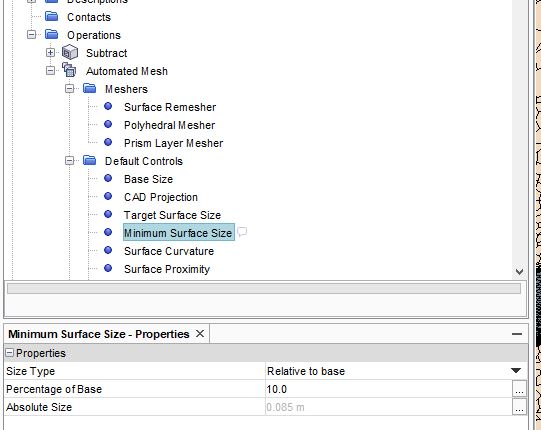 Descriptions
Contacts
Operations
Subtract
Automated Mesh
Meshers
Surface Remesher
Polyhedral Mesher
Prism Layer Mesher
Default Controls
Base Size
CAD Projection
Target Surface Size
Minimum Surface Size
Surface Curvature
Surface Proximity
Minimum Surface Size - Properties
Properties
Size Type Relative to base
Percentage of Base 10.0 ...
Absolute Size 0.085 m ...